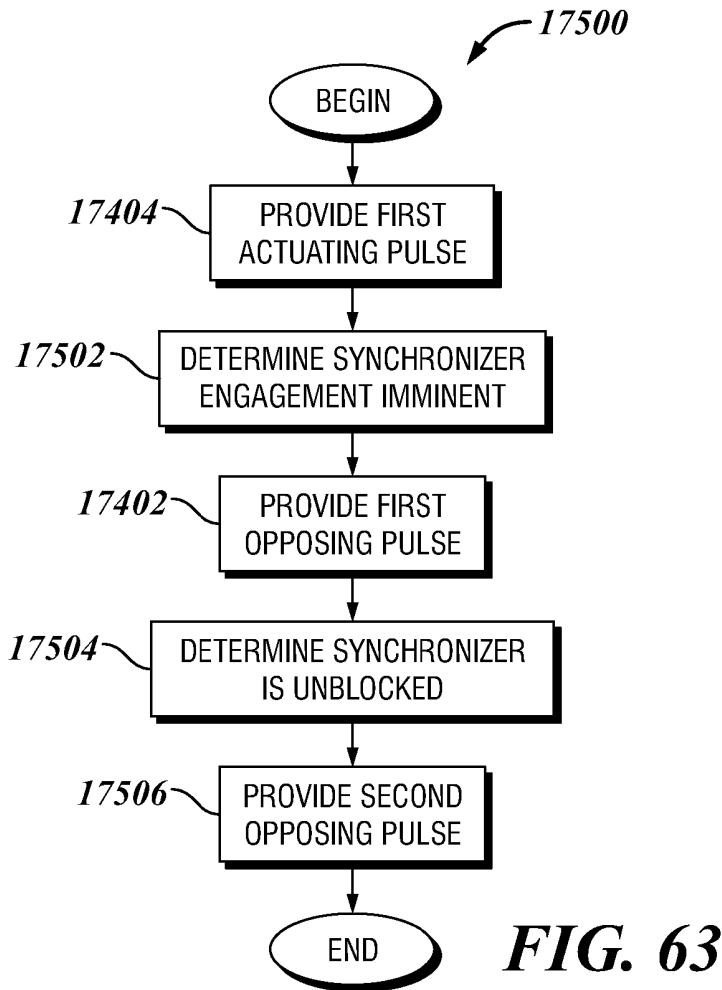 17500
BEGIN
17404
PROVIDE FIRST
ACTUATING PULSE
17502
DETERMINE SYNCHRONIZER
ENGAGEMENT IMMINENT
17402
PROVIDE FIRST
OPPOSING PULSE
17504
DETERMINE SYNCHRONIZER
IS UNBLOCKED
17506
PROVIDE SECOND
OPPOSING PULSE
END
FIG. 63